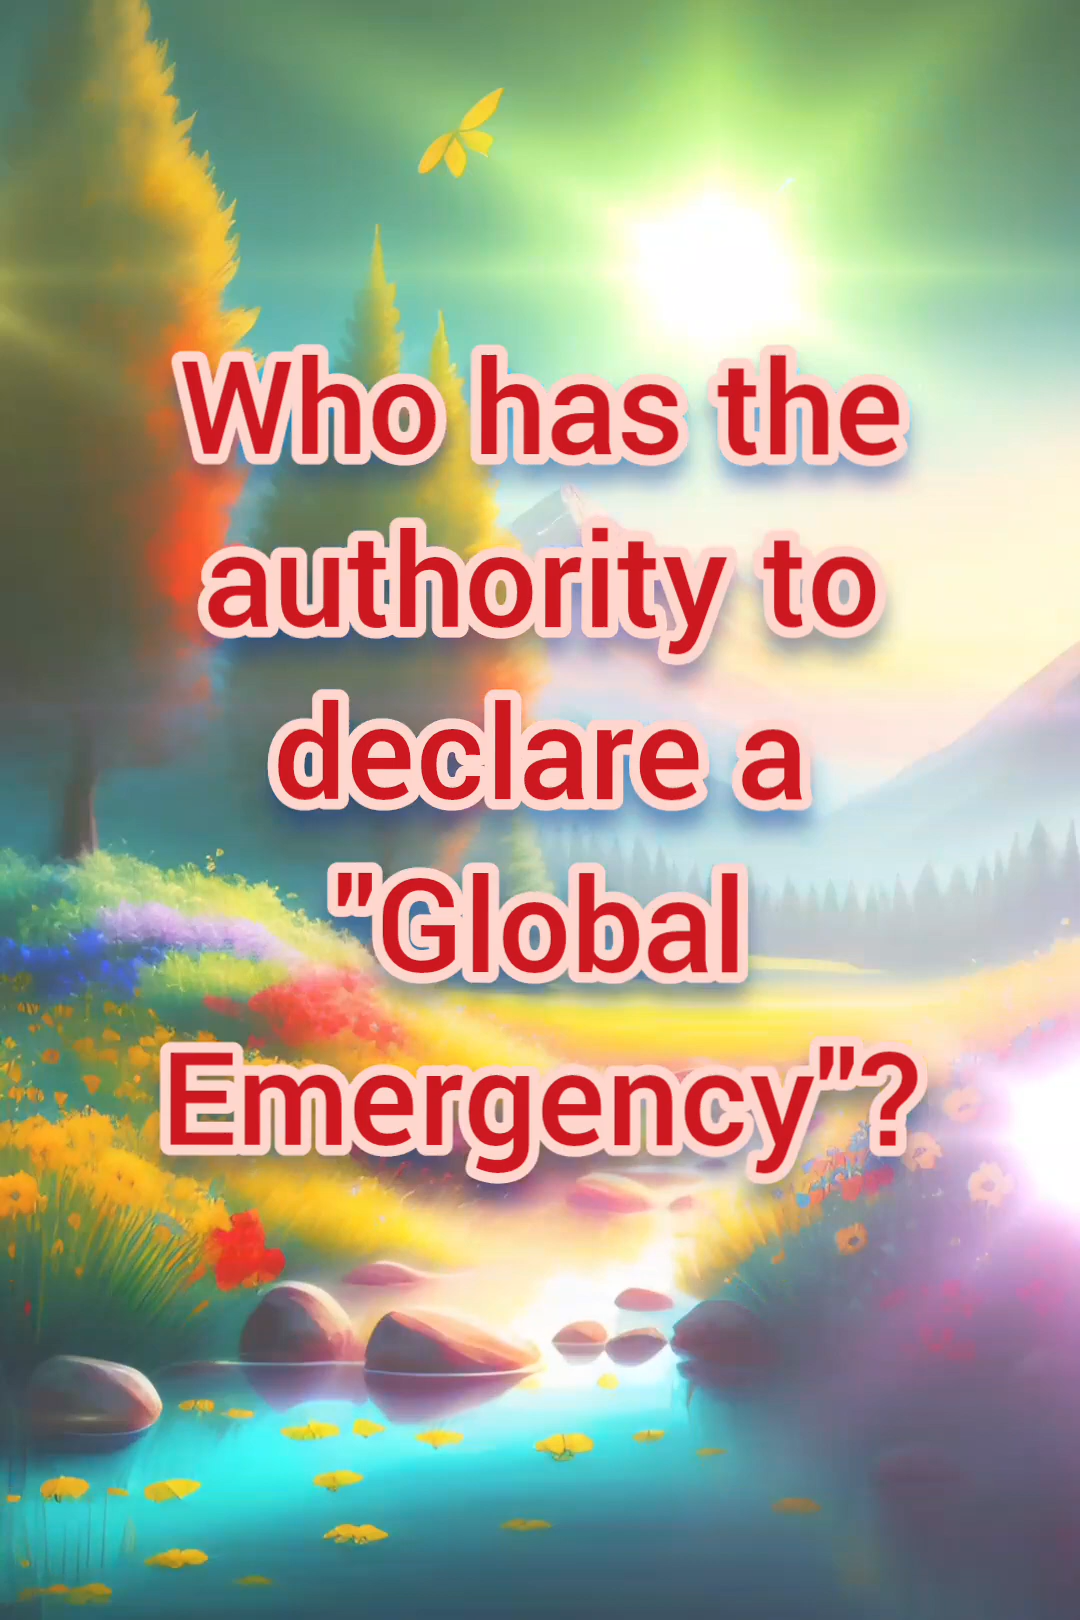 Who has the
authority to
declare a
"Global
Emergency"?